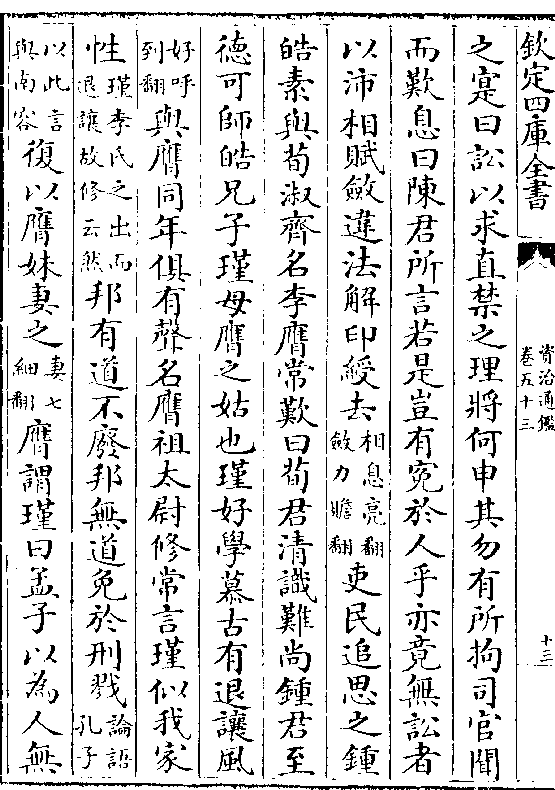 欽定四庫全書
資治通鑑
卷五十三
十三
之寔曰訟以求直禁之理將何申其勿有所拘司官聞
而歎息曰陳君所言若是豈有寃於人乎亦竟無訟者
以沛相賦斂違法解印綬去相息亮翻斂力贍翻吏民追思之鍾
皓素與荀淑齊名李膺常歎曰荀君清識難尚鍾君至
德可師皓兄子瑾母膺之姑也瑾好學慕古有退讓風
好呼到翻與膺同年俱有聲名膺祖太尉修常言瑾似我家
性瑾李氏之出而退讓故修云然邦有道不廢邦無道免於刑戮論語孔子
以此言與南容復以膺妹妻之妻七細翻膺謂瑾曰孟子以為人無